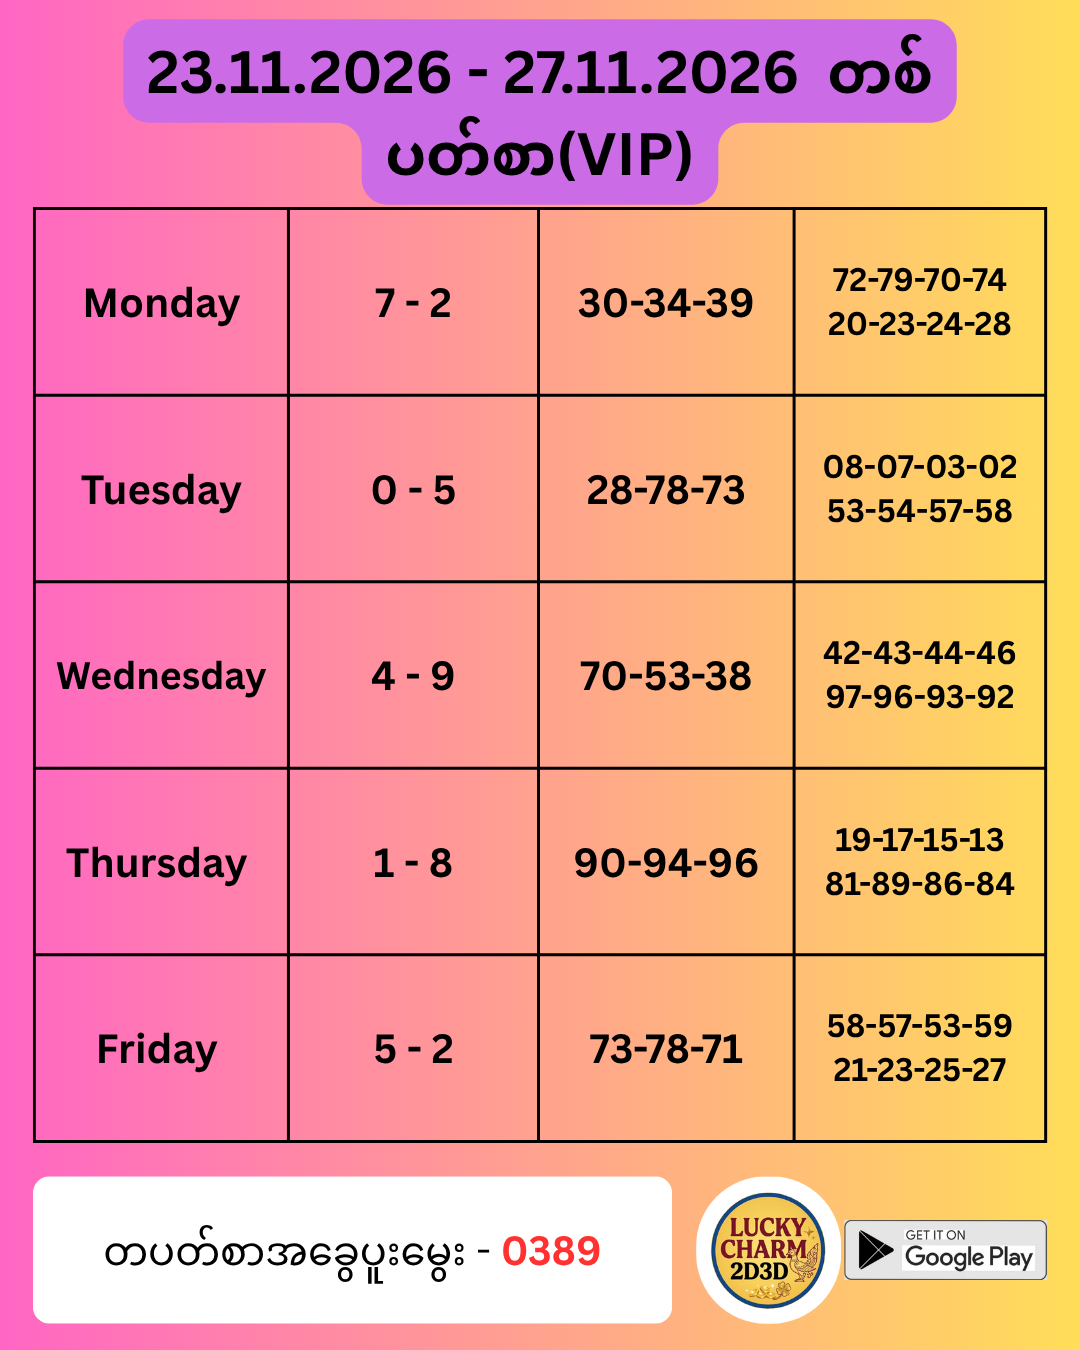 23.11.2026 - 27.11.2026 တစ်
ပတ်စာ(VIP)
Monday
7 - 2
30-34-39
72-79-70-74
20-23-24-28
Tuesday
0 - 5
28-78-73
08-07-03-02
53-54-57-58
Wednesday
4 - 9
70-53-38
42-43-44-46
97-96-93-92
Thursday
1 - 8
90-94-96
19-17-15-13
81-89-86-84
Friday
5 - 2
73-78-71
58-57-53-59
21-23-25-27
တပတ်စာအခွေပူးမွေး - 0389
LUCKY
CHARM
2D3D
GET IT ON
Google Play